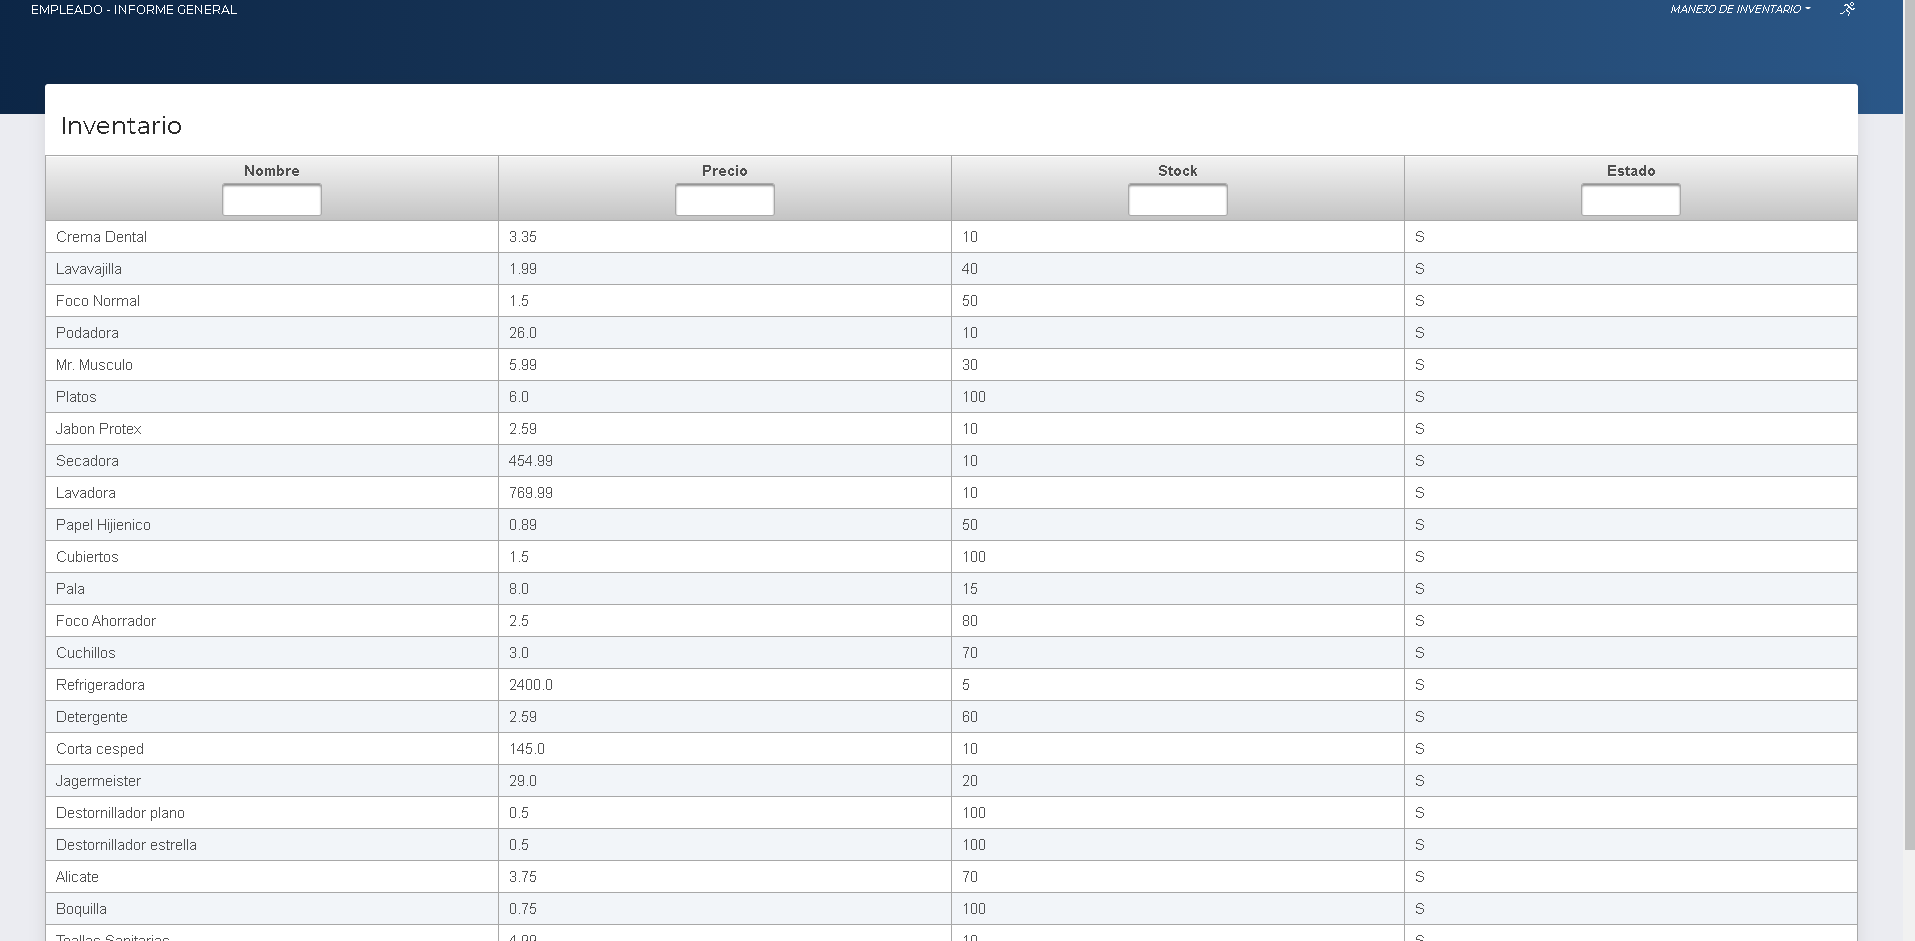 EMPLEADO - INFORME GENERAL MANEJO DE INVENTARIO
Inventario
Nombre Precio Stock Estado
Crema Dental 3.35 10 S
Lavavajilla 1.99 40 S
Foco Normal 1.5 50 S
Podadora 26.0 10 S
Mr. Musculo 5.99 30 S
Platos 6.0 100 S
Jabon Protex 2.59 10 S
Secadora 454.99 10 S
Lavadora 769.99 10 S
Papel Hijienico 0.89 50 S
Cubiertos 1.5 100 S
Pala 8.0 15 S
Foco Ahorrador 2.5 80 S
Cuchillos 3.0 70 S
Refrigeradora 2400.0 5 S
Detergente 2.59 60 S
Corta cesped 145.0 10 S
Jagermeister 29.0 20 S
Destornillador plano 0.5 100 S
Destornillador estrella 0.5 100 S
Alicate 3.75 70 S
Boquilla 0.75 100 S
Toallas Sanitarias 4.99 10 S